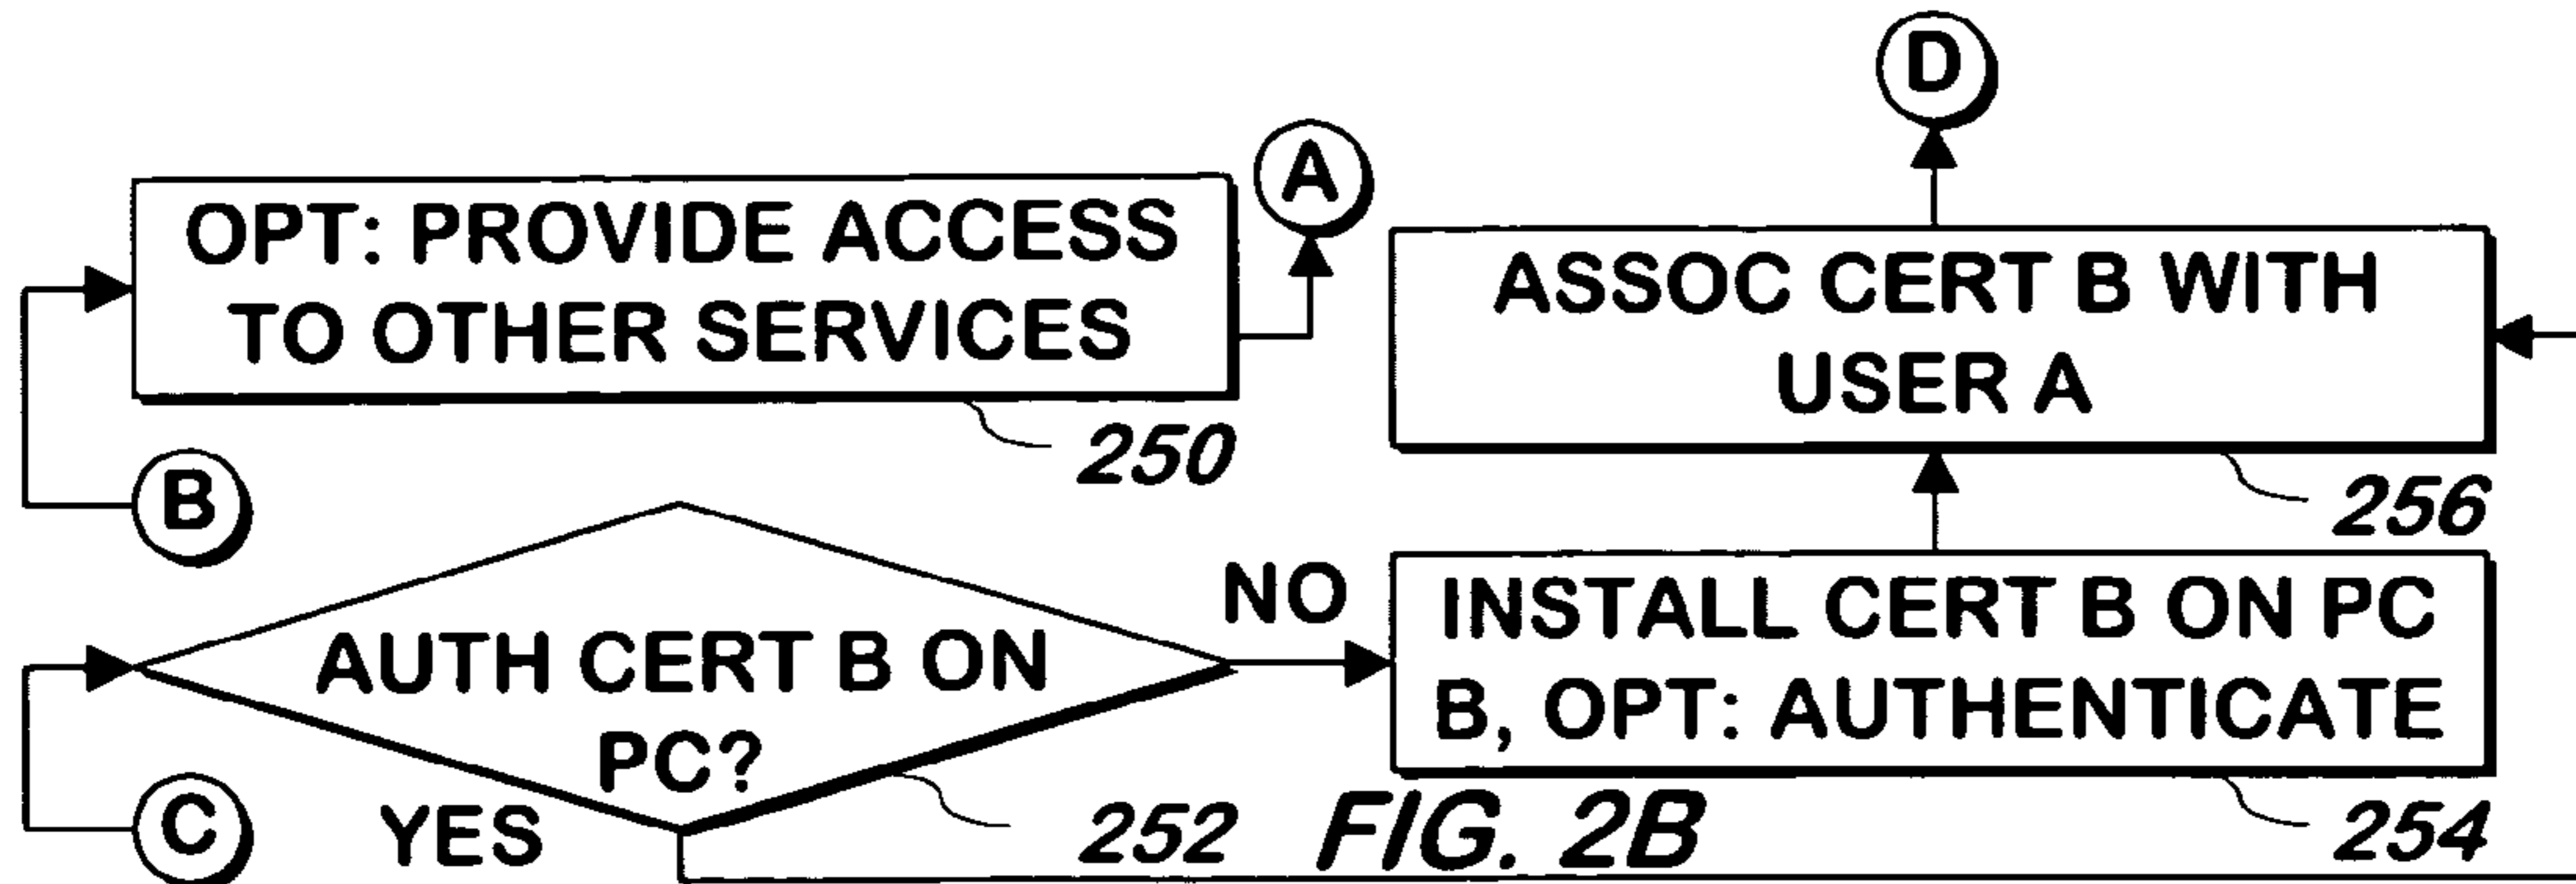 D
A
OPT: PROVIDE ACCESS
TO OTHER SERVICES
250
B
ASSOC CERT B WITH
USER A
256
AUTH CERT B ON
PC?
252
NO
YES
C
INSTALL CERT B ON PC
B, OPT: AUTHENTICATE
254
FIG. 2B